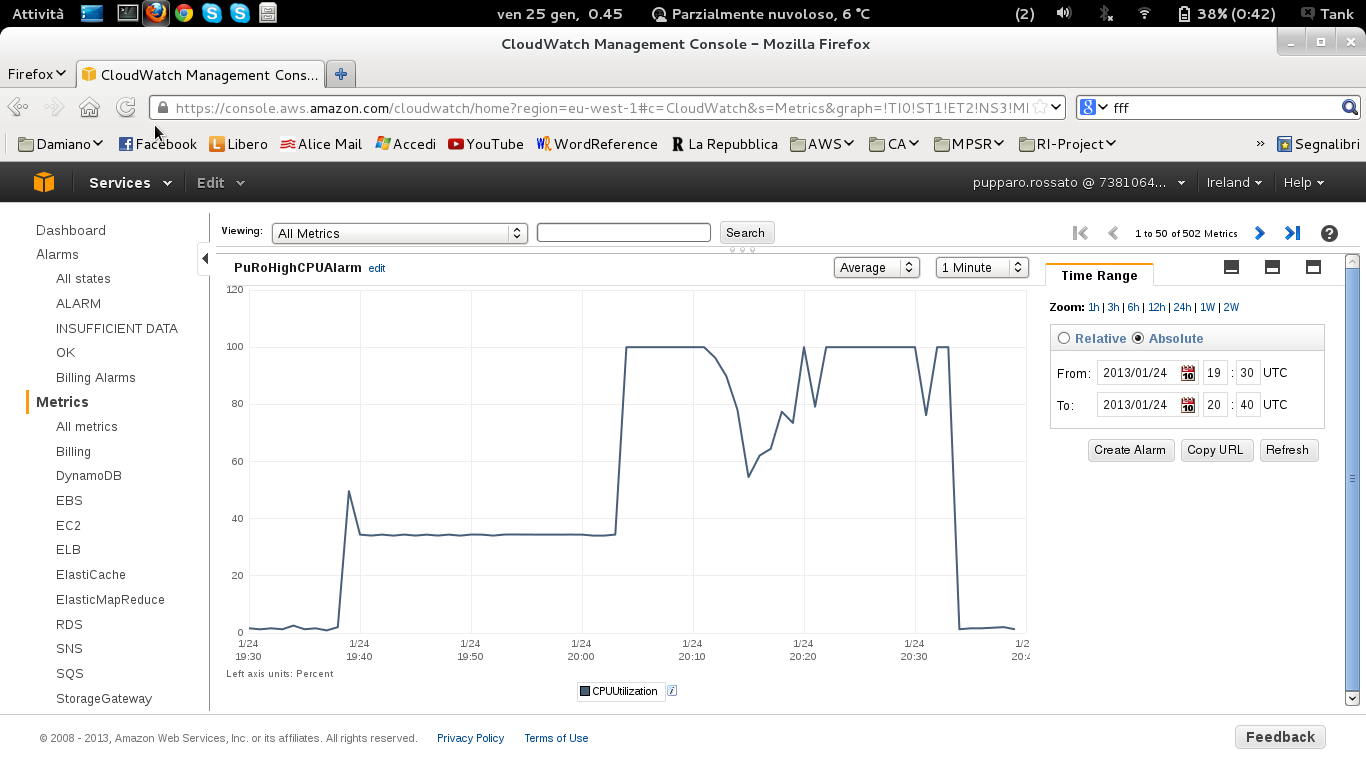 Attività
ven 25 gen, 0.45
Parzialmente nuvoloso, 6 °C
(2)
38% (0:42)
Tank
CloudWatch Management Console – Mozilla Firefox
Firefox
CloudWatch Management Cons...
https://console.aws.amazon.com/cloudwatch/home?region=eu-west-1#c=CloudWatch&s=Metrics&graph=!TI0!ST1!ET2!NS3!MI
fff
Damiano
Facebook
Libero
Alice Mail
Accedi
YouTube
WordReference
La Repubblica
AWS
CA
MPSR
RI-Project
»
Segnalibri
Services
Edit
pupparo.rossato @ 7381064...
Ireland
Help
Dashboard
Alarms
All states
ALARM
INSUFFICIENT DATA
OK
Billing Alarms
Metrics
All metrics
Billing
DynamoDB
EBS
EC2
ELB
ElastiCache
ElasticMapReduce
RDS
SNS
SQS
StorageGateway
Viewing:
All Metrics
Search
1 to 50 of 502 Metrics
PuRoHighCPUAlarm edit
Average
1 Minute
120
100
80
60
40
20
0
1/24 19:30
1/24 19:40
1/24 19:50
1/24 20:00
1/24 20:10
1/24 20:20
1/24 20:30
1/2
20:4
Left axis units: Percent
CPUUtilization
Time Range
Zoom: 1h | 3h | 6h | 12h | 24h | 1W | 2W
Relative Absolute
From: 2013/01/24 10 19 : 30 UTC
To: 2013/01/24 10 20 : 40 UTC
Create Alarm
Copy URL
Refresh
© 2008 - 2013, Amazon Web Services, Inc. or its affiliates. All rights reserved.
Privacy Policy
Terms of Use
Feedback